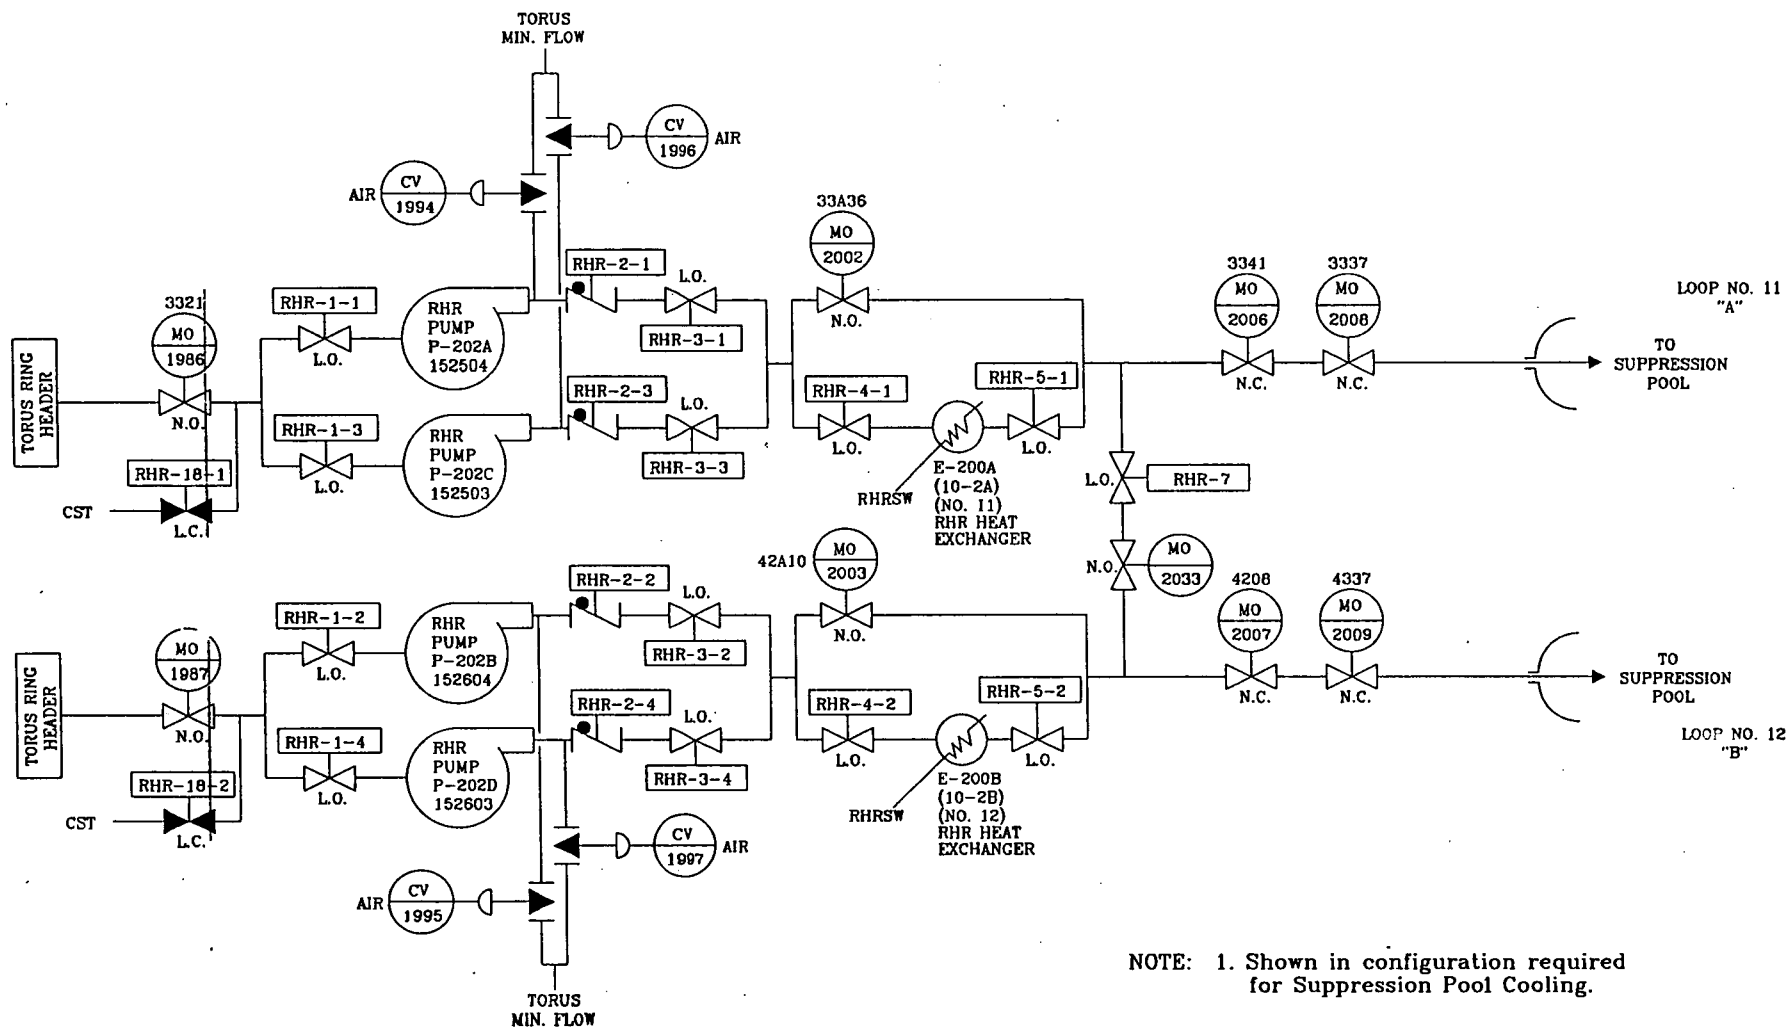 TORUS
MIN. FLOW
CV
1996
AIR
AIR
CV
1994
33A36
MO
2002
N.O.
RHR-2-1
L.O.
RHR-3-1
3341
MO
2006
N.C.
3337
MO
2008
N.C.
LOOP NO. 11
"A"
TO
SUPPRESSION
POOL
3321
MO
1986
N.O.
RHR-1-1
L.O.
RHR
PUMP
P-202A
152504
TORUS RING
HEADER
RHR-2-3
L.O.
RHR-3-3
RHR-4-1
L.O.
RHR-5-1
L.O.
RHR-1-3
L.O.
RHR
PUMP
P-202C
152503
RHR-18-1
CST
L.C.
RHRSW
E-200A
(10-2A)
(NO. 11)
RHR HEAT
EXCHANGER
L.O.
RHR-7
N.O.
MO
2033
42A10
MO
2003
N.O.
RHR-2-2
L.O.
RHR-3-2
4208
MO
2007
N.C.
4337
MO
2009
N.C.
TO
SUPPRESSION
POOL
LOOP NO. 12
"B"
MO
1987
N.O.
RHR-1-2
L.O.
RHR
PUMP
P-202B
152604
TORUS RING
HEADER
RHR-2-4
L.O.
RHR-3-4
RHR-4-2
L.O.
RHR-5-2
L.O.
RHR-1-4
L.O.
RHR
PUMP
P-202D
152603
RHR-18-2
CST
L.C.
RHRSW
E-200B
(10-2B)
(NO. 12)
RHR HEAT
EXCHANGER
CV
1997
AIR
AIR
CV
1995
TORUS
MIN. FLOW
NOTE: 1. Shown in configuration required
for Suppression Pool Cooling.